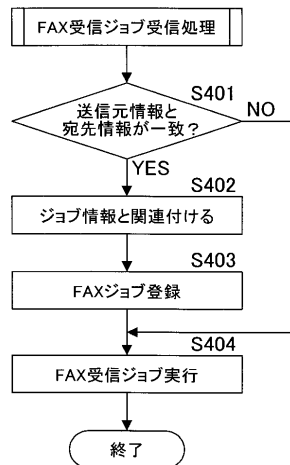 FAX受信ジョブ受信処理
S401
送信元情報と
宛先情報が一致？
NO
YES
S402
ジョブ情報と関連付ける
S403
FAXジョブ登録
S404
FAX受信ジョブ実行
終了